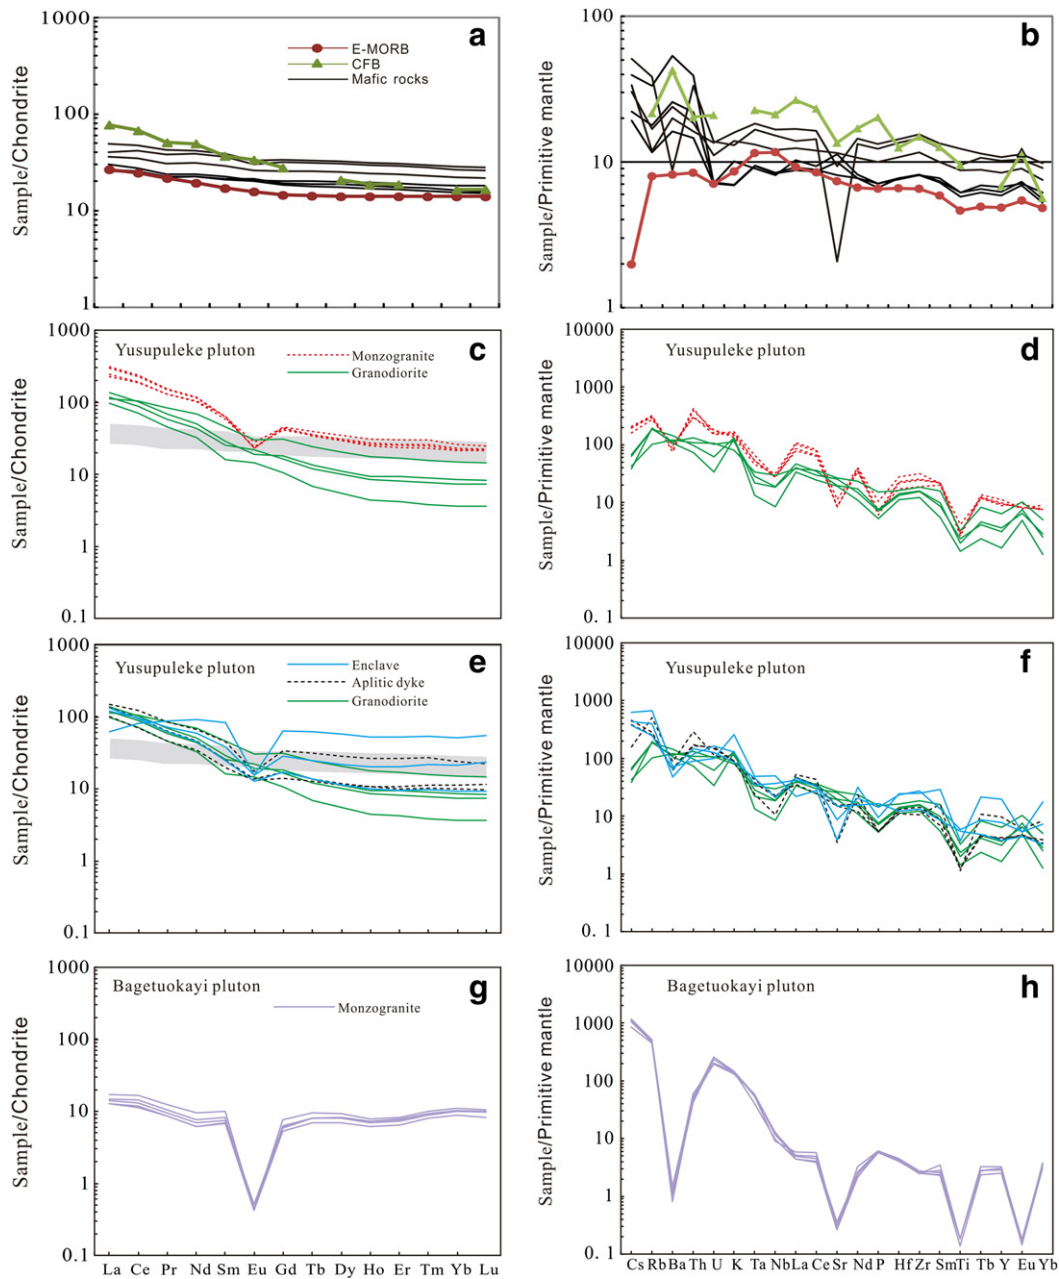 a
1000
100
10
1
Sample/Chondrite
E-MORB
CFB
Mafic rocks
b
100
10
1
Sample/Primitive mantle
c
1000
100
10
1
0.1
Sample/Chondrite
Yusupuleke pluton
Monzogranite
Granodiorite
d
10000
1000
100
10
1
0.1
Sample/Primitive mantle
Yusupuleke pluton
e
1000
100
10
1
0.1
Sample/Chondrite
Yusupuleke pluton
Enclave
Aplitic dyke
Granodiorite
f
10000
1000
100
10
1
0.1
Sample/Primitive mantle
Yusupuleke pluton
g
1000
100
10
1
0.1
Sample/Chondrite
Bagetuokayi pluton
Monzogranite
La Ce Pr Nd Sm Eu Gd Tb Dy Ho Er Tm Yb Lu
h
10000
1000
100
10
1
0.1
Sample/Primitive mantle
Bagetuokayi pluton
Cs Rb Ba Th U K Ta Nb La Ce Sr Nd P Hf Zr Sm Ti Tb Y Eu Yb